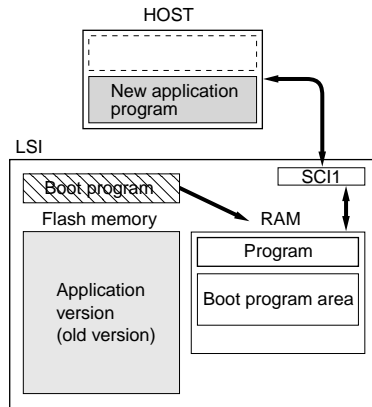 HOST
New application
program
LSI
SCI1
Boot program
Flash memory
RAM
Program
Application
version
(old version)
Boot program area